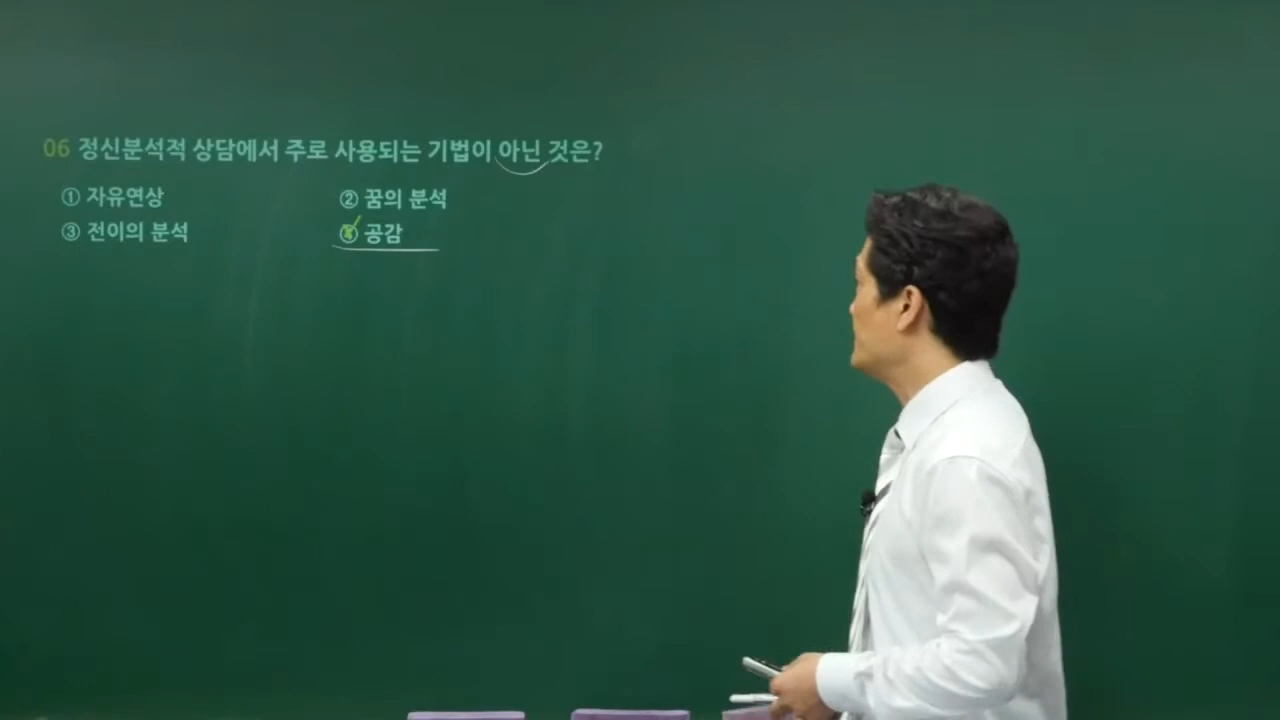 06 정신분석적 상담에서 주로 사용되는 기법이 아닌 것은?
① 자유연상 ② 꿈의 분석
③ 전이의 분석 ④ 공감